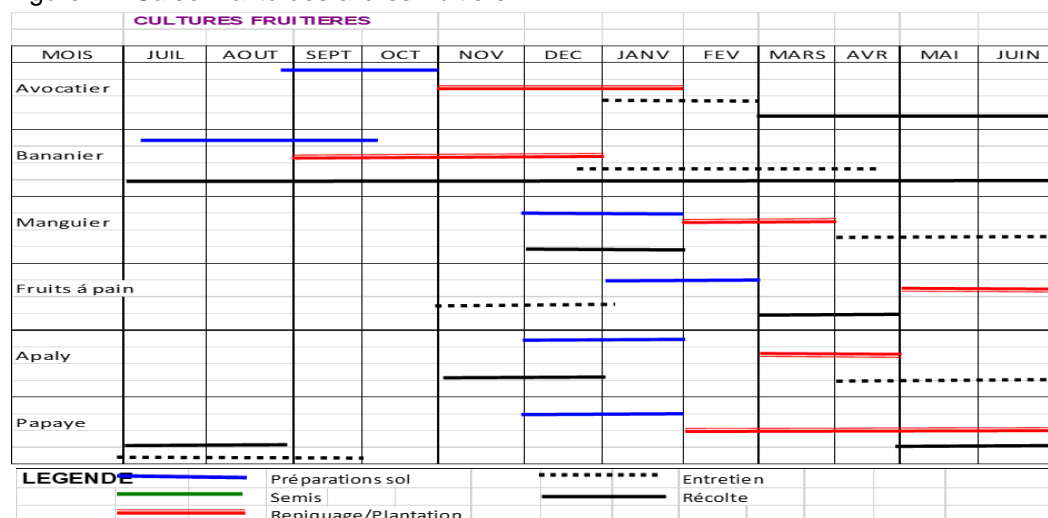 CULTURES FRUITIERES
MOIS JUIL AOUT SEPT OCT NOV DEC JANV FEV MARS AVR MAI JUIN
Avocatier
Bananier
Manguier
Fruits á pain
Apaly
Papaye
LEGENDE Préparations sol Entretien
Semis Récolte
Repiquage/Plantation